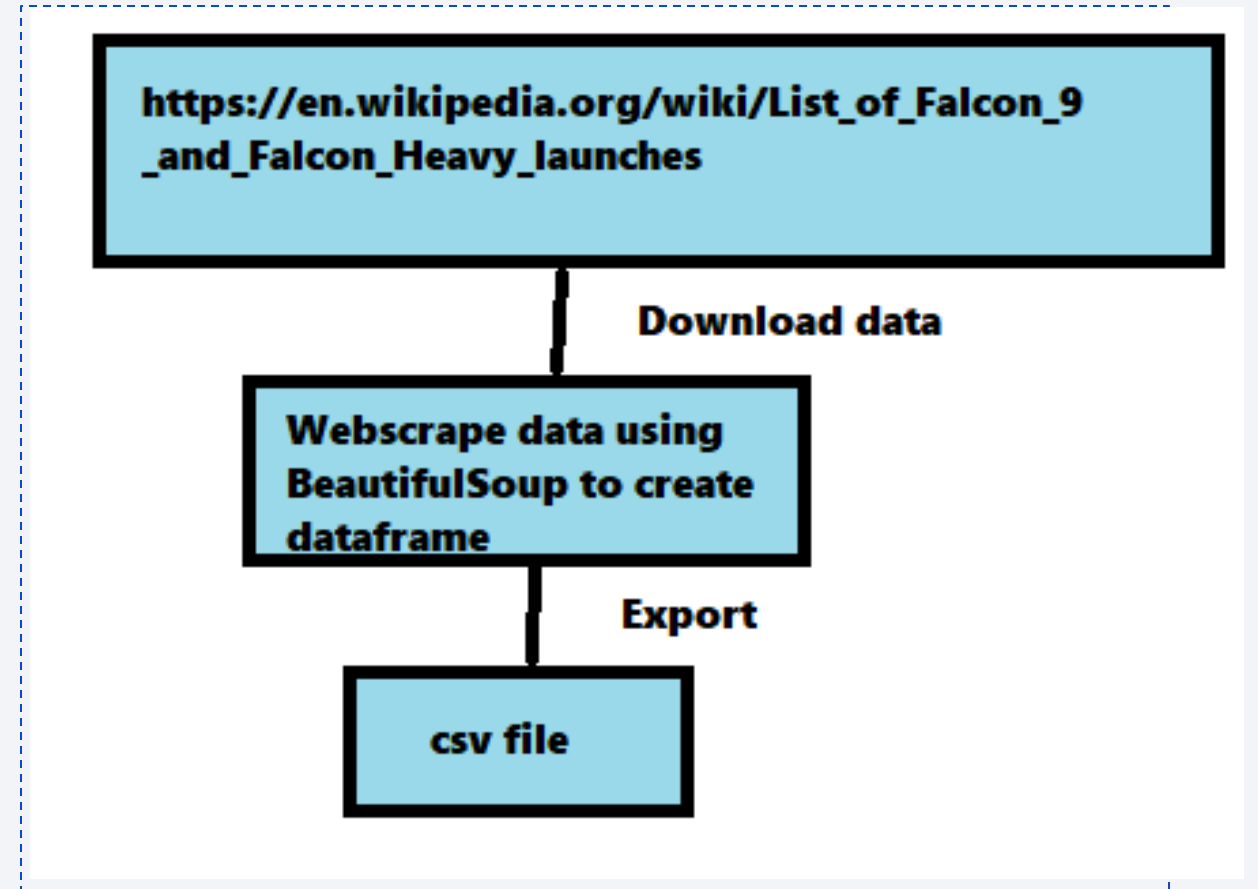 https://en.wikipedia.org/wiki/List_of_Falcon_9
_and_Falcon_Heavy_launches
Download data
Webscrape data using
BeautifulSoup to create
dataframe
Export
csv file